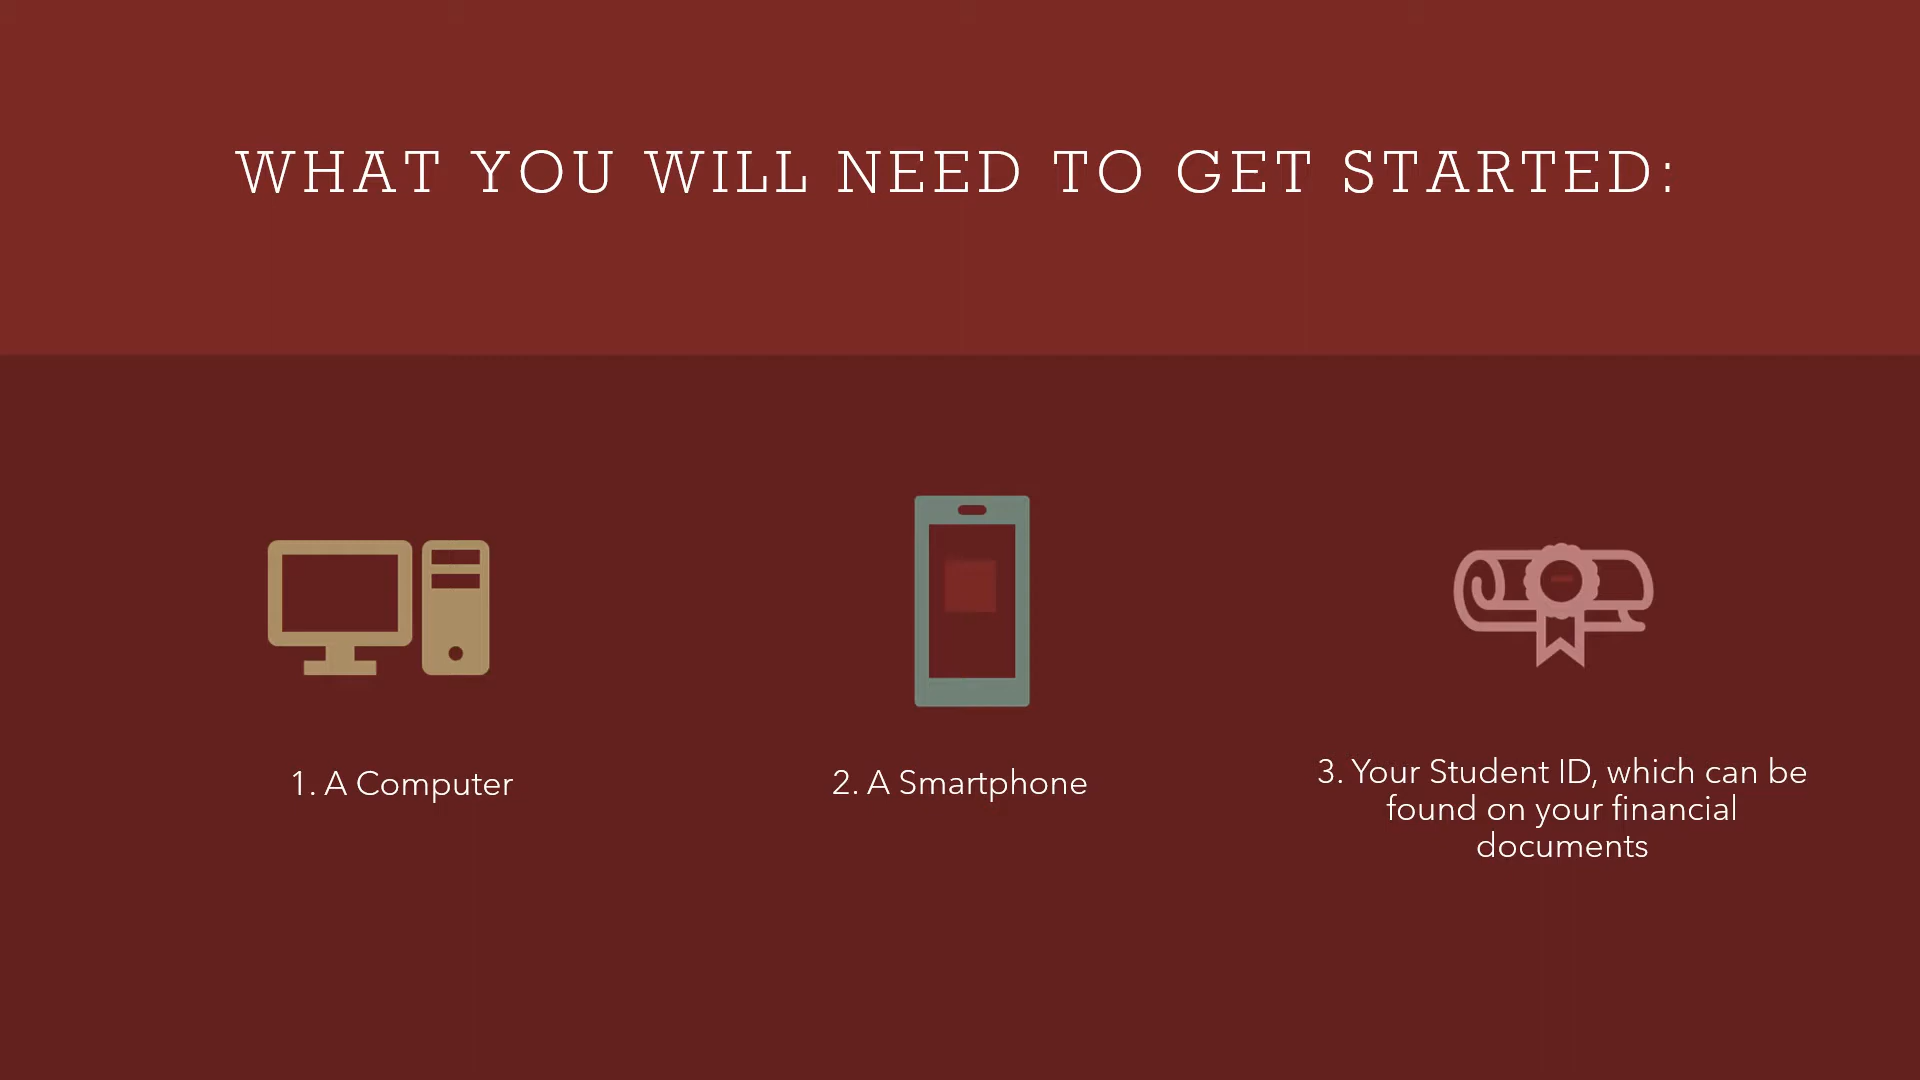 WHAT YOU WILL NEED TO GET STARTED:
1. A Computer
2. A Smartphone
3. Your Student ID, which can be
found on your financial
documents